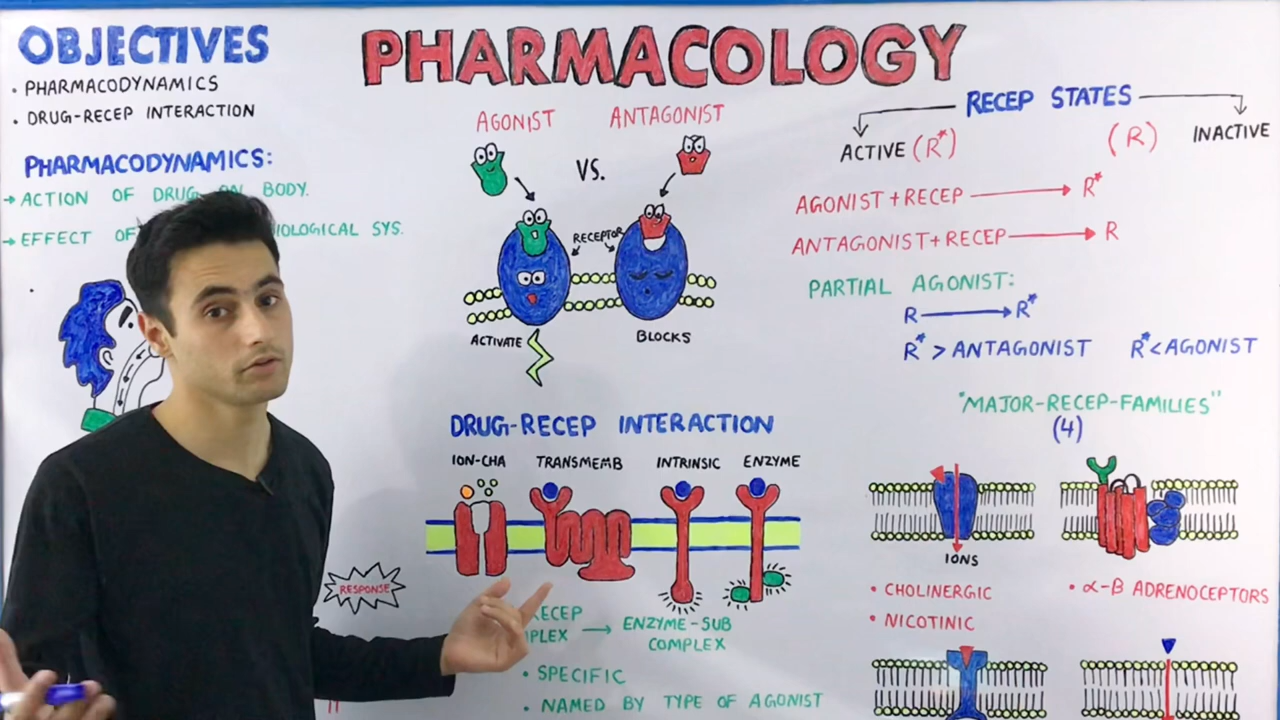 OBJECTIVES
• PHARMACODYNAMICS
• DRUG-RECEP INTERACTION
PHARMACODYNAMICS:
→ ACTION OF DRUG ON BODY.
→ EFFECT OF BIOLOGICAL SYS.
RESPONSE
PHARMACOLOGY
AGONIST VS. ANTAGONIST
RECEPTOR
ACTIVATE
BLOCKS
DRUG-RECEP INTERACTION
ION-CHA TRANSMEMB INTRINSIC ENZYME
RECEP → ENZYME-SUB
COMPLEX
• SPECIFIC
• NAMED BY TYPE OF AGONIST
RECEP STATES
ACTIVE (R*) (R) INACTIVE
AGONIST + RECEP → R*
ANTAGONIST + RECEP → R
PARTIAL AGONIST:
R → R*
R* > ANTAGONIST R* < AGONIST
"MAJOR-RECEP-FAMILIES"
(4)
IONS
• CHOLINERGIC
• NICOTINIC
• α-β ADRENOCEPTORS